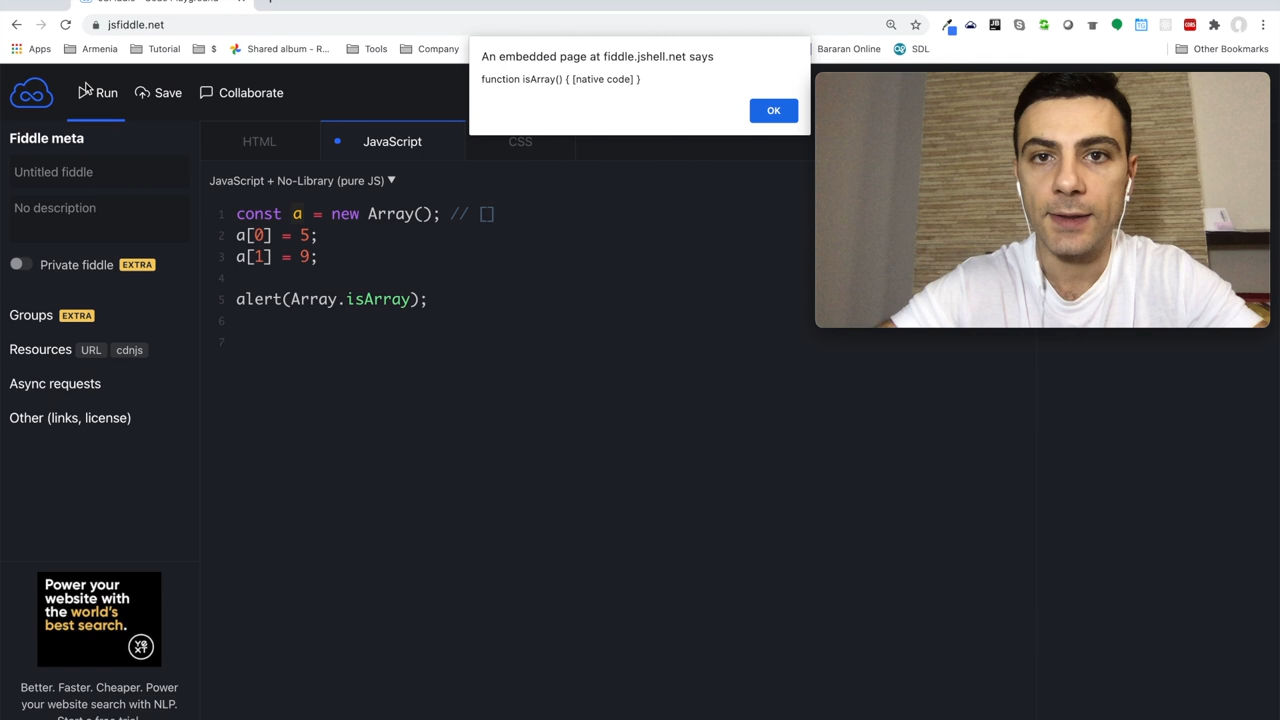 jsfiddle.net
Apps
Armenia
Tutorial
$
Shared album - R...
Tools
Company
Bararan Online
SDL
Other Bookmarks
An embedded page at fiddle.jshell.net says
function isArray() { [native code] }
OK
Run
Save
Collaborate
Fiddle meta
Untitled fiddle
No description
Private fiddle EXTRA
Groups EXTRA
Resources URL cdnjs
Async requests
Other (links, license)
HTML
JavaScript
CSS
JavaScript + No-Library (pure JS) ▼
1 const a = new Array(); // []
2 a[0] = 5;
3 a[1] = 9;
4
5 alert(Array.isArray);
6
7
Power your
website with
the world's
best search.
yext
Better. Faster. Cheaper. Power
your website search with NLP.
Start a free trial